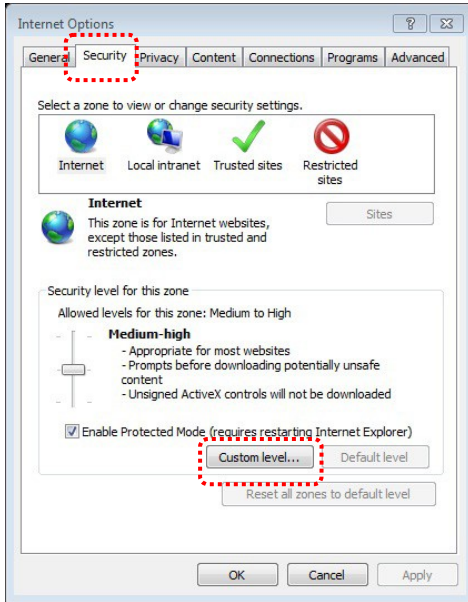 Internet Options
General Security Privacy Content Connections Programs Advanced
Select a zone to view or change security settings.
Internet Local intranet Trusted sites Restricted
sites
Internet
Sites
This zone is for Internet websites,
except those listed in trusted and
restricted zones.
Security level for this zone
Allowed levels for this zone: Medium to High
Medium-high
- Appropriate for most websites
- Prompts before downloading potentially unsafe
content
- Unsigned ActiveX controls will not be downloaded
Enable Protected Mode (requires restarting Internet Explorer)
Custom level... Default level
Reset all zones to default level
OK Cancel Apply